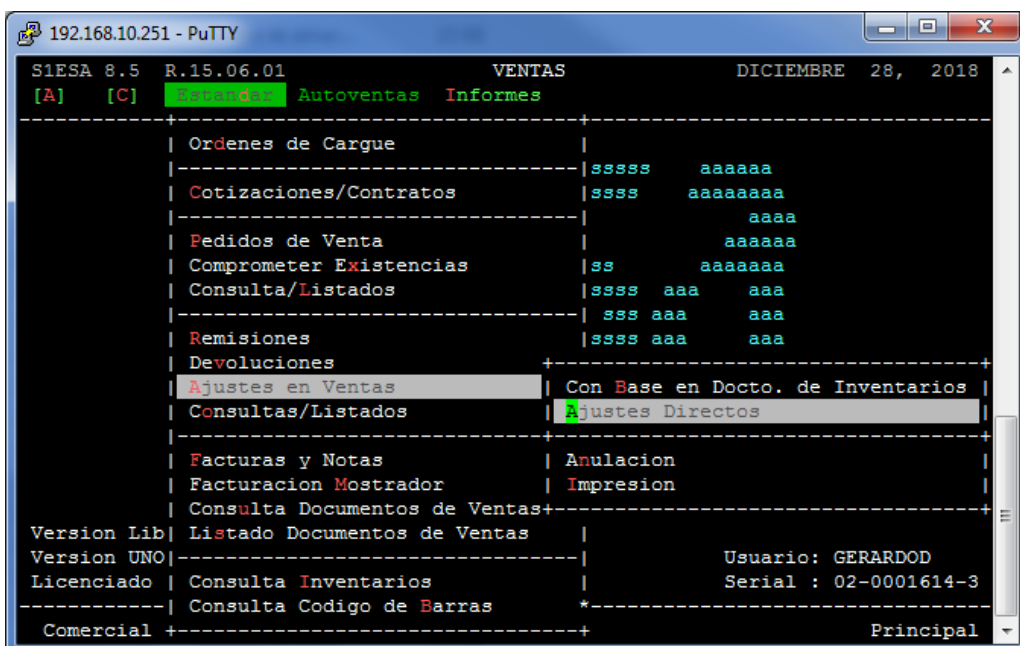 192.168.10.251 - PuTTY
S1ESA 8.5 R.15.06.01 VENTAS DICIEMBRE 28, 2018
[A] [C] Estandar Autoventas Informes
------------+----------------------------------+---------------------------------
| Ordenes de Cargue |
|---------------------------------|sssss aaaaaa
| Cotizaciones/Contratos |ssss aaaaaaaa
|---------------------------------| aaaa
| Pedidos de Venta | aaaaaa
| Comprometer Existencias |ss aaaaaaa
| Consulta/Listados |ssss aaa aaa
|---------------------------------| sss aaa aaa
| Remisiones |ssss aaa aaa
| Devoluciones +-----------------------------------+
| Ajustes en Ventas | Con Base en Docto. de Inventarios |
| Consultas/Listados | Ajustes Directos |
|------------------------------+-----------------------------------+
| Facturas y Notas | Anulacion |
| Facturacion Mostrador | Impresion |
| Consulta Documentos de Ventas+-----------------------------------+
Version Lib| Listado Documentos de Ventas |
Version UNO|---------------------------------| Usuario: GERARDOD
Licenciado | Consulta Inventarios | Serial : 02-0001614-3
------------| Consulta Codigo de Barras *---------------------------------
Comercial +---------------------------------+ Principal